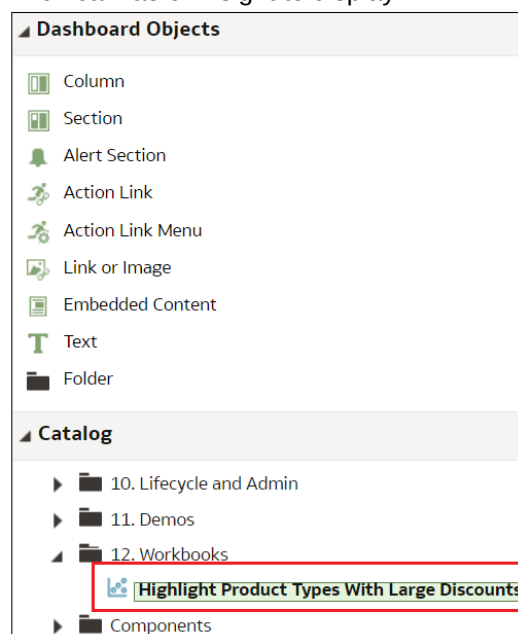 Dashboard Objects
Column
Section
Alert Section
Action Link
Action Link Menu
Link or Image
Embedded Content
Text
Folder
Catalog
10. Lifecycle and Admin
11. Demos
12. Workbooks
Highlight Product Types With Large Discounts
Components